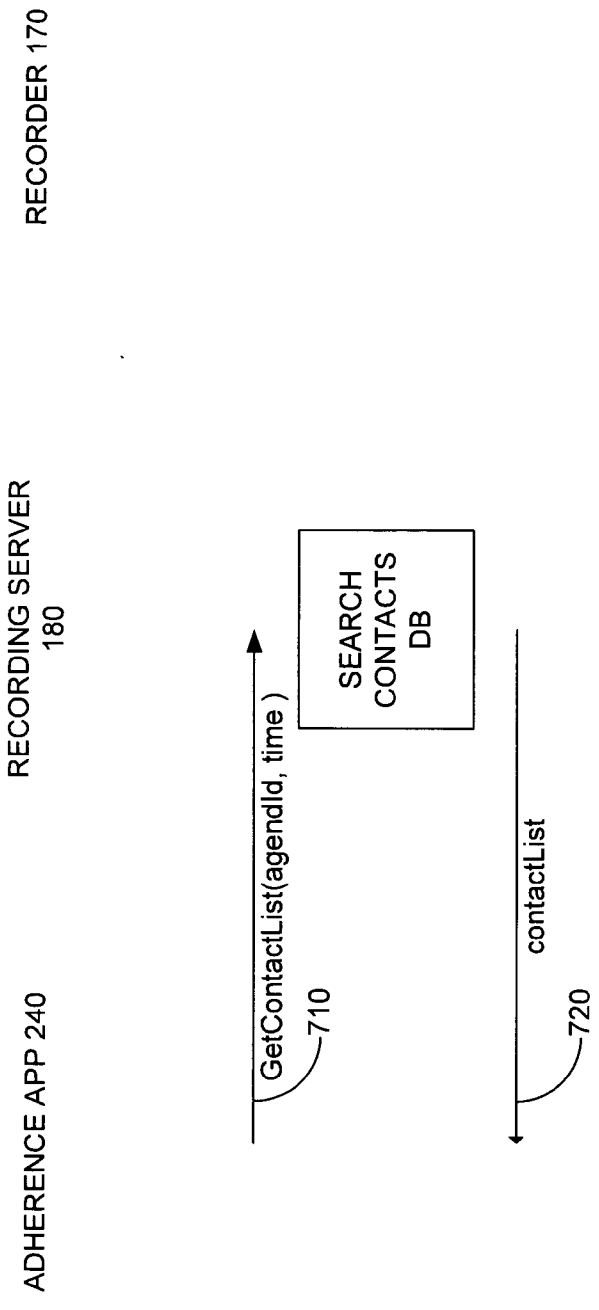 ADHERENCE APP 240
RECORDING SERVER
180
RECORDER 170
GetContactList(agendId, time )
710
SEARCH
CONTACTS
DB
contactList
720